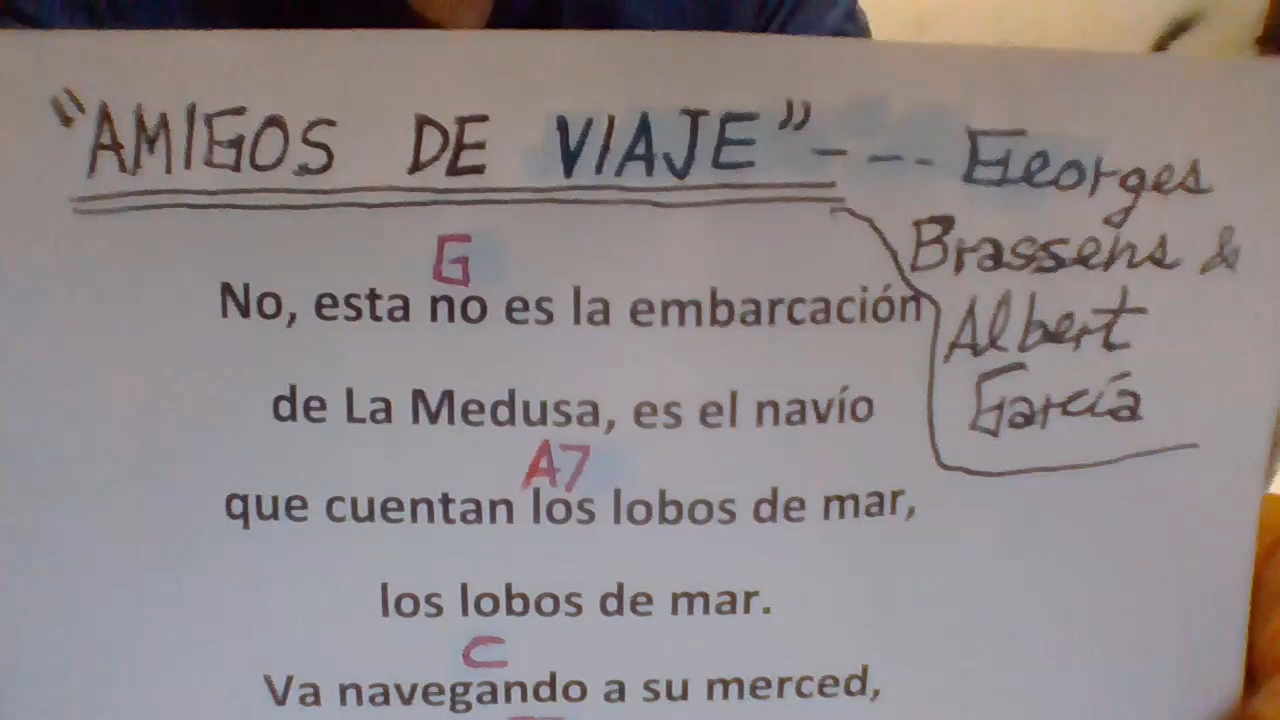 "AMIGOS DE VIAJE" --- Georges
Brassens &
Albert
García
G
No, esta no es la embarcación
de La Medusa, es el navío
A7
que cuentan los lobos de mar,
los lobos de mar.
C
Va navegando a su merced,